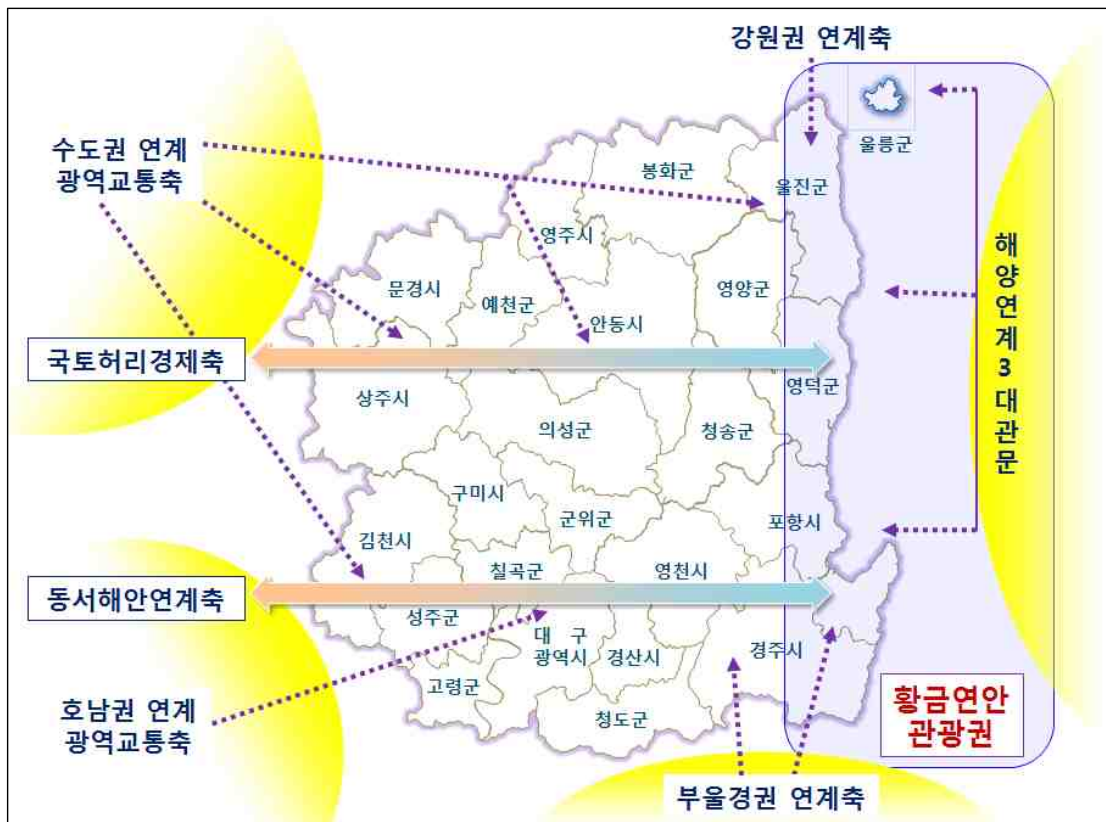 강원권 연계축
수도권 연계
광역교통축
울릉군
봉화군
울진군
영주시
문경시
예천군
영양군
안동시
해양연계3대관문
국토허리경제축
영덕군
상주시
의성군
청송군
구미시
군위군
포항시
김천시
칠곡군
영천시
동서해안연계축
성주군
대 구
광역시
경산시
경주시
고령군
호남권 연계
광역교통축
청도군
황금연안
관광권
부울경권 연계축